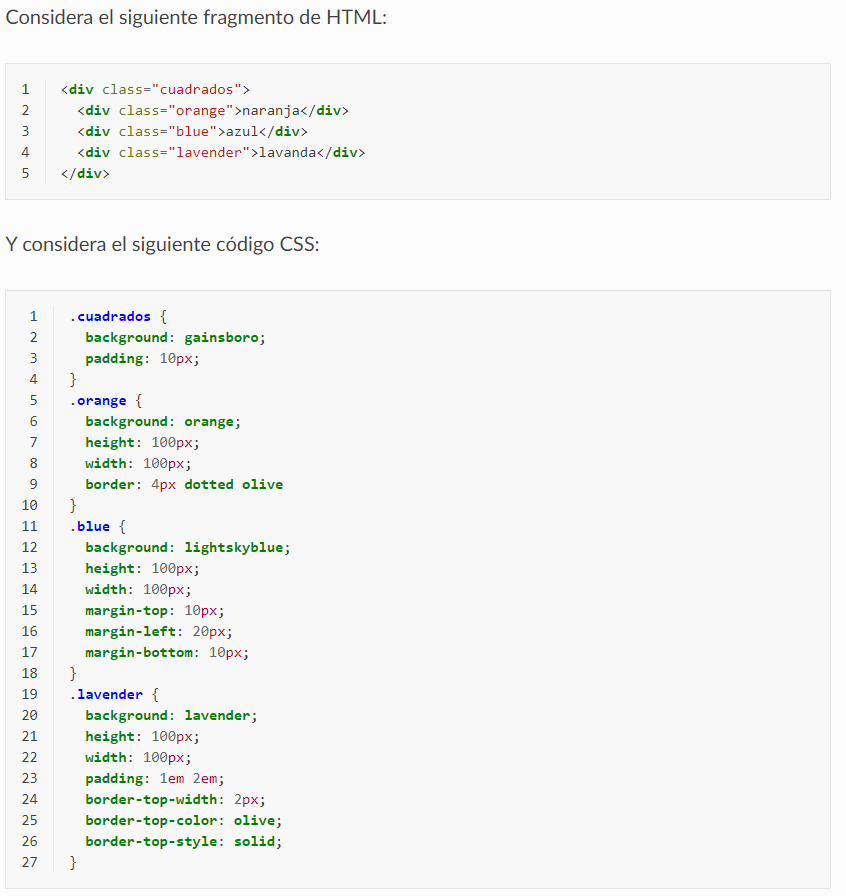 Considera el siguiente fragmento de HTML:
1 <div class="cuadrados">
2   <div class="orange">naranja</div>
3   <div class="blue">azul</div>
4   <div class="lavender">lavanda</div>
5 </div>
Y considera el siguiente código CSS:
1 .cuadrados {
2   background: gainsboro;
3   padding: 10px;
4 }
5 .orange {
6   background: orange;
7   height: 100px;
8   width: 100px;
9   border: 4px dotted olive
10 }
11 .blue {
12   background: lightskyblue;
13   height: 100px;
14   width: 100px;
15   margin-top: 10px;
16   margin-left: 20px;
17   margin-bottom: 10px;
18 }
19 .lavender {
20   background: lavender;
21   height: 100px;
22   width: 100px;
23   padding: 1em 2em;
24   border-top-width: 2px;
25   border-top-color: olive;
26   border-top-style: solid;
27 }